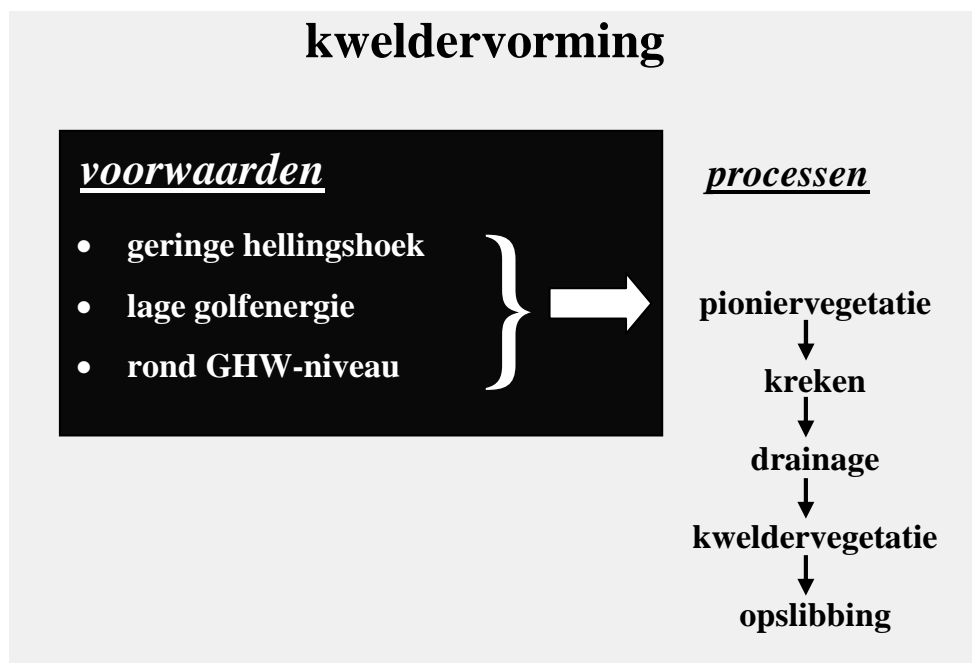 kweldervorming
voorwaarden
• geringe hellingshoek
• lage golfenergie
• rond GHW-niveau
processen
pioniervegetatie
kreken
drainage
kweldervegetatie
opslibbing